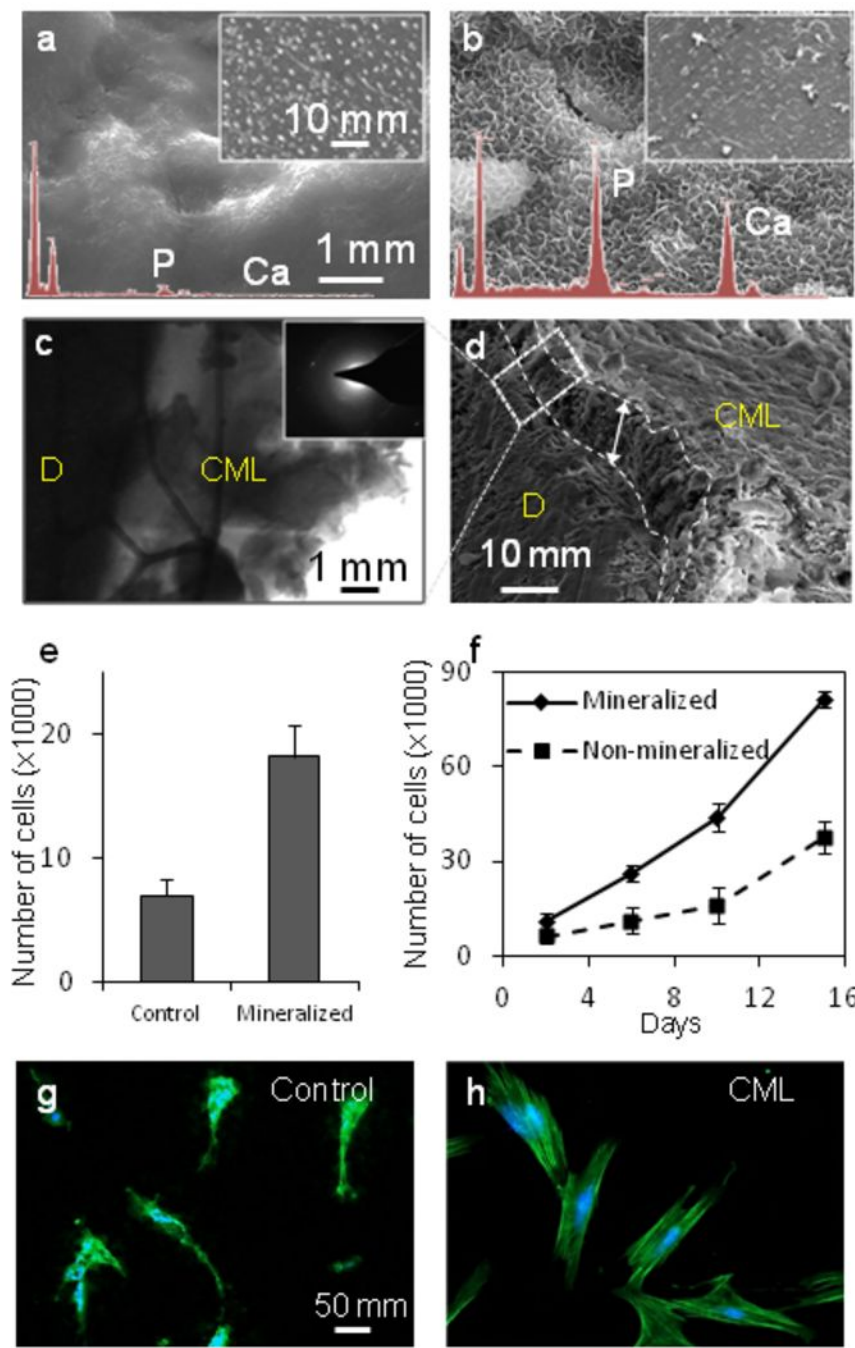 a
10 mm
P
Ca
1 mm
b
P
Ca
c
D
CML
1 mm
d
CML
D
10 mm
e
Number of cells (×1000)
20
10
0
Control
Mineralized
f
Number of cells (×1000)
90
60
30
0
Mineralized
Non-mineralized
0
4
8
12
16
Days
g
Control
50 mm
h
CML